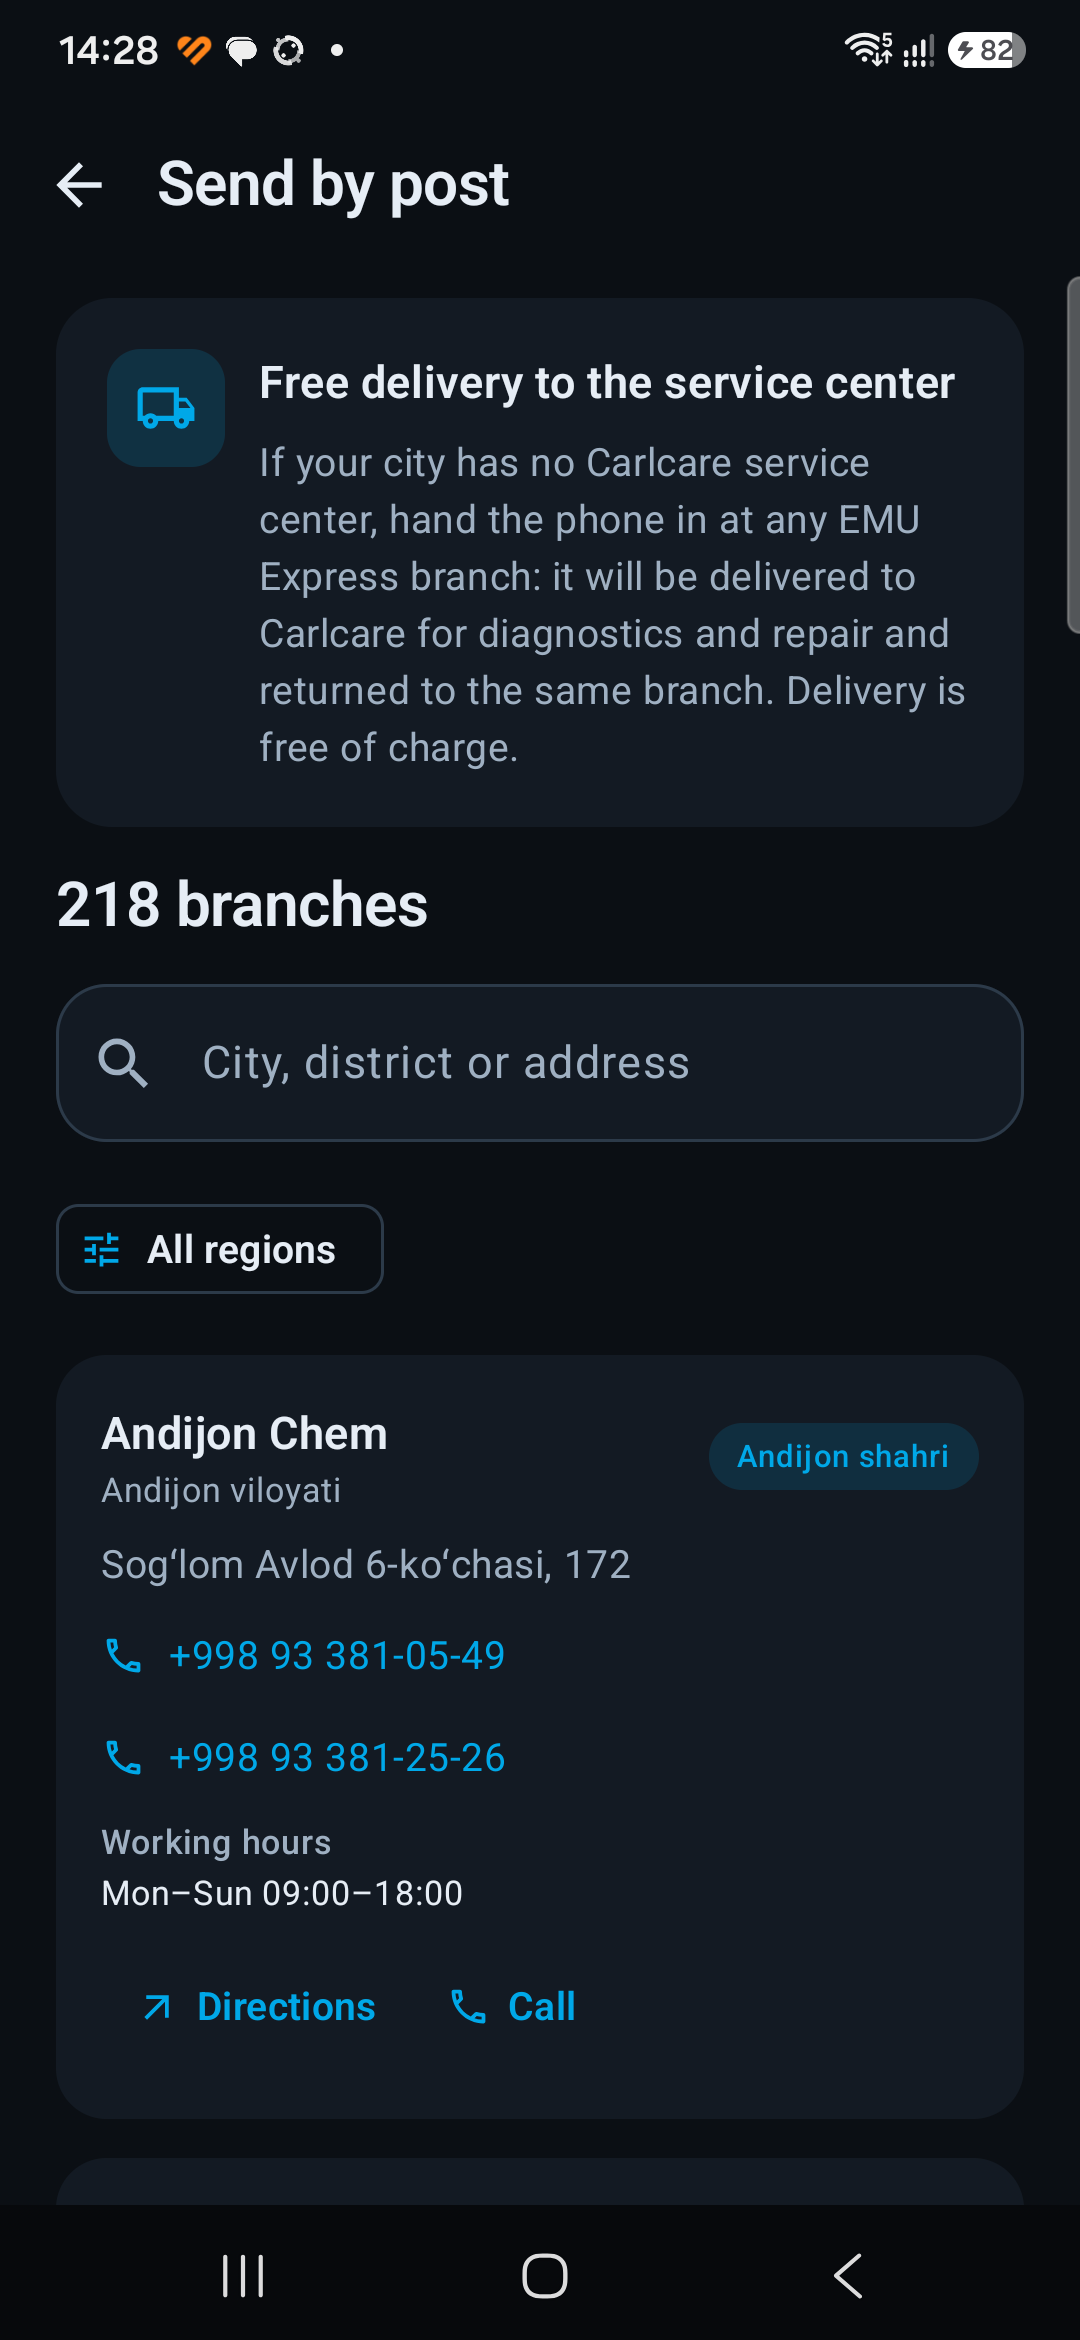 14:28
5
82
Send by post
Free delivery to the service center
If your city has no Carlcare service
center, hand the phone in at any EMU
Express branch: it will be delivered to
Carlcare for diagnostics and repair and
returned to the same branch. Delivery is
free of charge.
218 branches
City, district or address
All regions
Andijon Chem
Andijon shahri
Andijon viloyati
Sog‘lom Avlod 6-ko‘chasi, 172
+998 93 381-05-49
+998 93 381-25-26
Working hours
Mon–Sun 09:00–18:00
Directions
Call